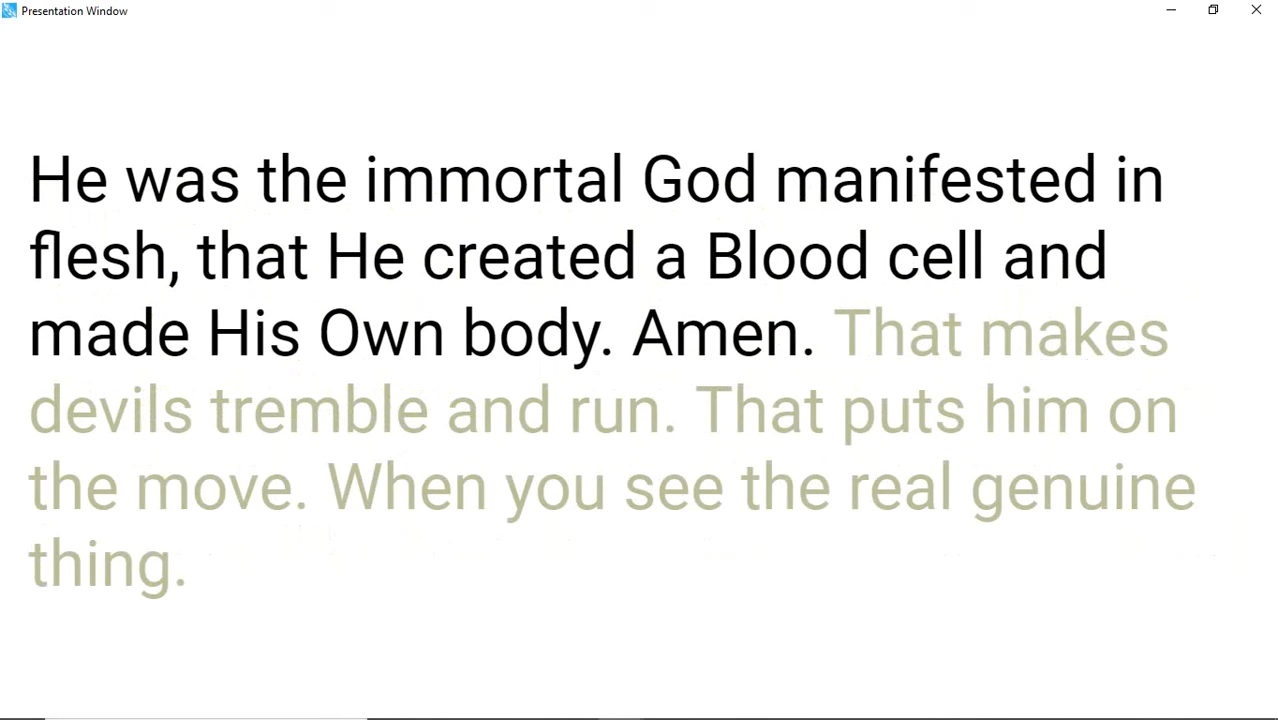 Presentation Window
He was the immortal God manifested in
flesh, that He created a Blood cell and
made His Own body. Amen. That makes
devils tremble and run. That puts him on
the move. When you see the real genuine
thing.